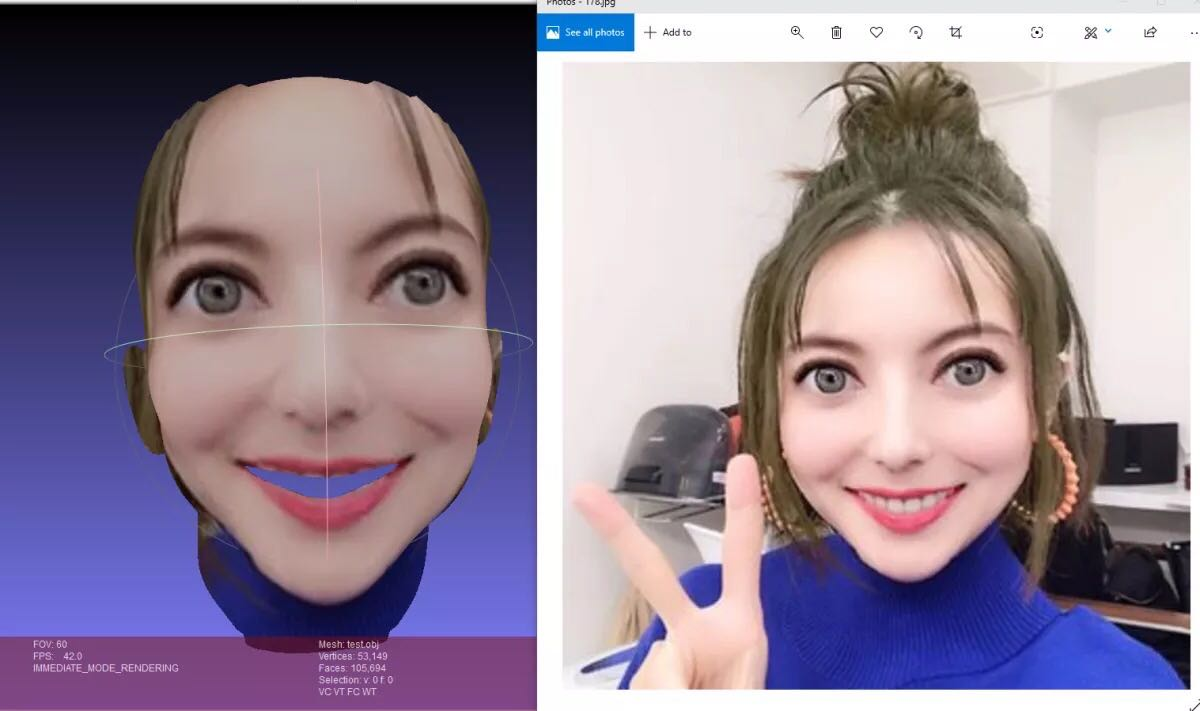 Photos - 178.jpg
See all photos
Add to
FOV: 60
FPS: 42.0
IMMEDIATE_MODE_RENDERING
Mesh: test.obj
Vertices: 53,149
Faces: 105,694
Selection: v: 0 f: 0
VC VT FC WT